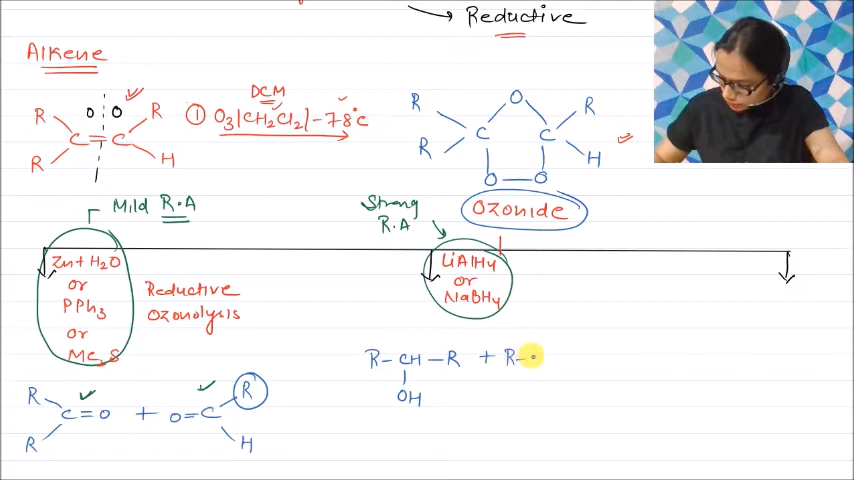 Reductive
Alkene
DCM
R O O R ① O3/CH2Cl2/-78°C
C=C
R H
R O R
C C
R H
O—O
Ozonide
Mild R.A
Strong R.A
Zn+H2O
or
PPh3
or
Me2S
Reductive
Ozonolysis
LiAlH4
or
NaBH4
R-CH-R + R-
OH
R R
C=O + O=C
R H